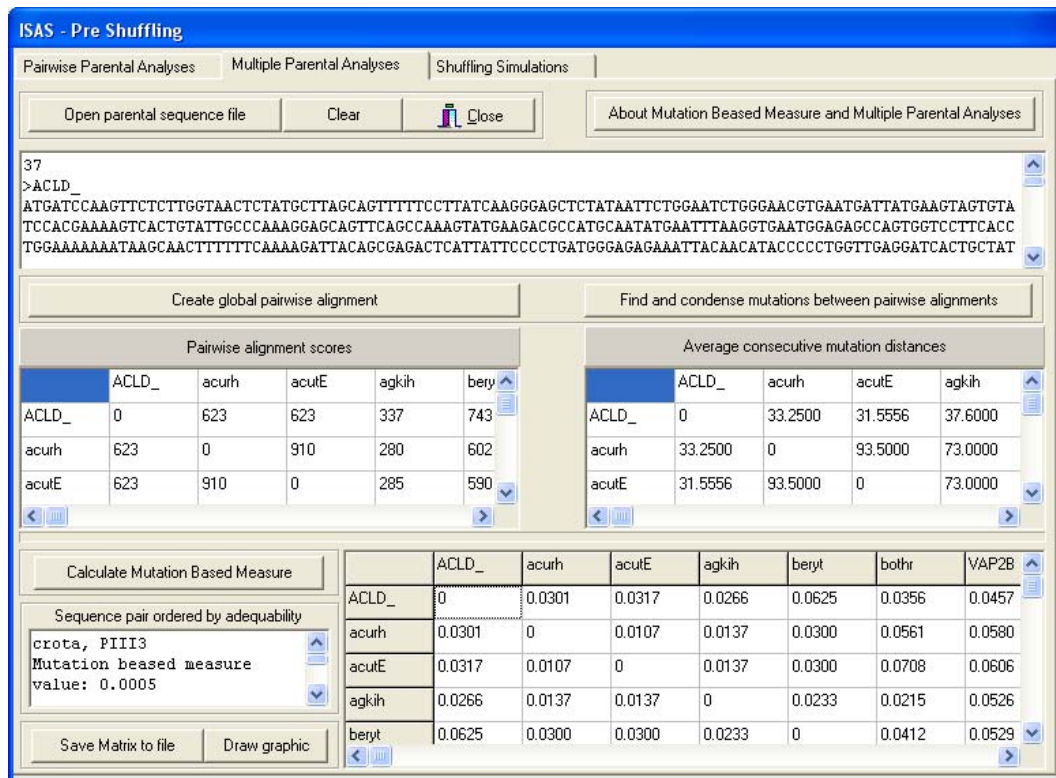 ISAS - Pre Shuffling
Pairwise Parental Analyses Multiple Parental Analyses Shuffling Simulations
Open parental sequence file Clear Close About Mutation Beased Measure and Multiple Parental Analyses
37
>ACLD_
ATGATCCAAGTTCTCTTGGTAACTCTATGCTTAGCAGTTTTTCCTTATCAAGGGAGCTCTATAATTCTGGAATCTGGGAACGTGAATGATTATGAAGTAGTGTA
TCCACGAAAAGTCACTGTATTGCCCAAAGGAGCAGTTCAGCCAAAGTATGAAGACGCCATGCAATATGAATTTAAGGTGAATGGAGAGCCAGTGGTCCTTCACC
TGGAAAAAAATAAGCAACTTTTTTCAAAAGATTACAGCGAGACTCATTATTCCCCTGATGGGAGAGAAATTACAACATACCCCCTGGTTGAGGATCACTGCTAT
Create global pairwise alignment Find and condense mutations between pairwise alignments
Pairwise alignment scores
ACLD_ acurh acutE agkih bery
ACLD_ 0 623 623 337 743
acurh 623 0 910 280 602
acutE 623 910 0 285 590
Average consecutive mutation distances
ACLD_ acurh acutE agkih
ACLD_ 0 33.2500 31.5556 37.6000
acurh 33.2500 0 93.5000 73.0000
acutE 31.5556 93.5000 0 73.0000
Calculate Mutation Based Measure
Sequence pair ordered by adequability
crota, PIII3
Mutation beased measure
value: 0.0005
Save Matrix to file Draw graphic
ACLD_ acurh acutE agkih beryt bothr VAP2B
ACLD_ 0 0.0301 0.0317 0.0266 0.0625 0.0356 0.0457
acurh 0.0301 0 0.0107 0.0137 0.0300 0.0561 0.0580
acutE 0.0317 0.0107 0 0.0137 0.0300 0.0708 0.0606
agkih 0.0266 0.0137 0.0137 0 0.0233 0.0215 0.0526
beryt 0.0625 0.0300 0.0300 0.0233 0 0.0412 0.0529